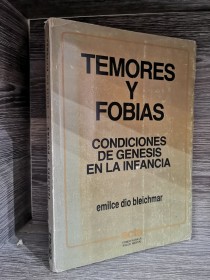 TEMORES
Y
FOBIAS
CONDICIONES
DE GENESIS
EN LA INFANCIA
emilce dio bleichmar